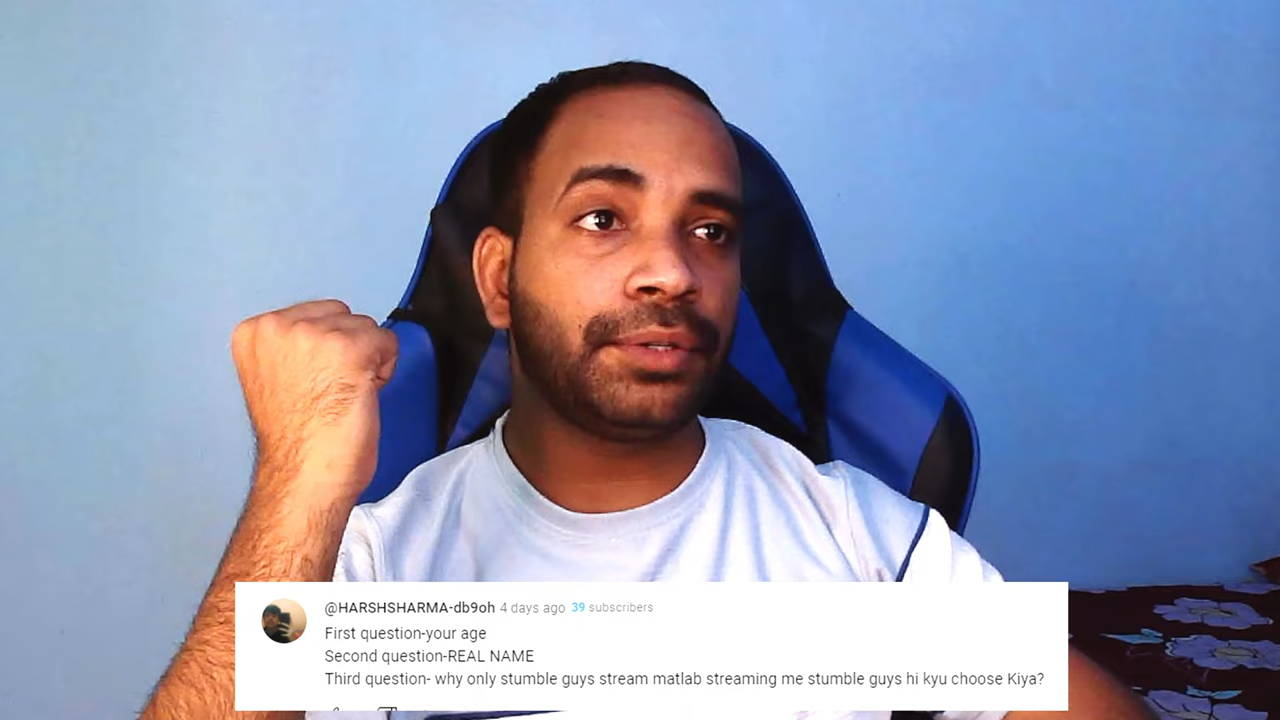 @HARSHSHARMA-db9oh 4 days ago 39 subscribers
First question-your age
Second question-REAL NAME
Third question- why only stumble guys stream matlab streaming me stumble guys hi kyu choose Kiya?